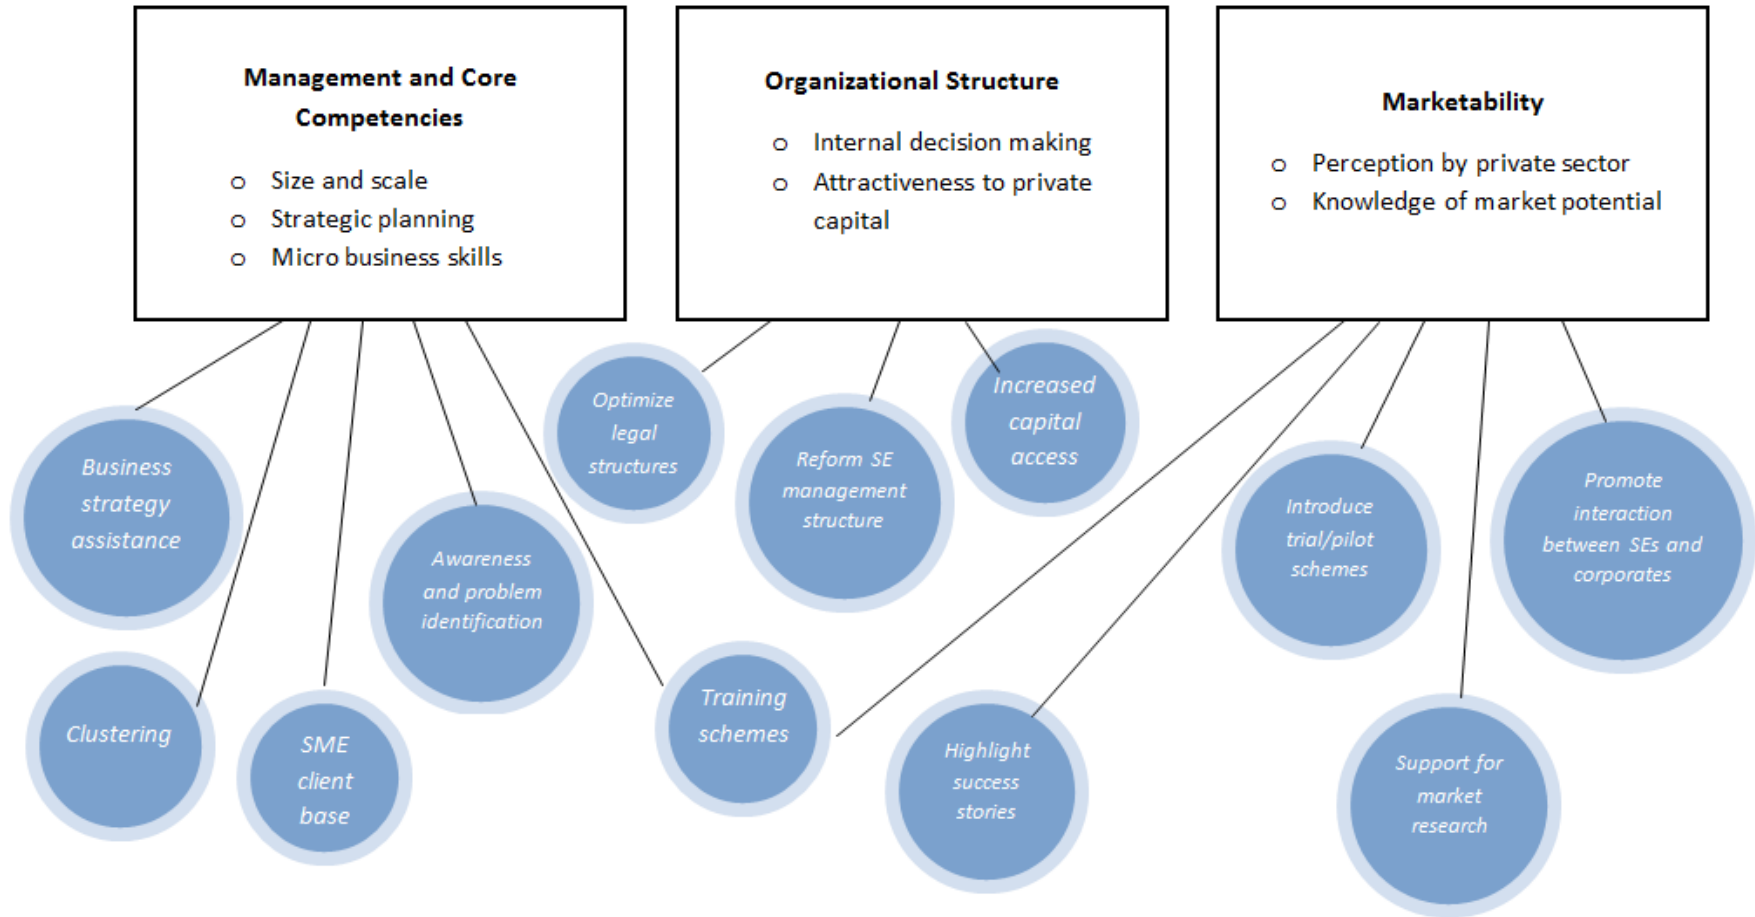 Management and Core
Competencies
o Size and scale
o Strategic planning
o Micro business skills
Organizational Structure
o Internal decision making
o Attractiveness to private
capital
Marketability
o Perception by private sector
o Knowledge of market potential
Business
strategy
assistance
Clustering
SME
client
base
Awareness
and problem
identification
Optimize
legal
structures
Reform SE
management
structure
Increased
capital
access
Training
schemes
Highlight
success
stories
Introduce
trial/pilot
schemes
Support for
market
research
Promote
interaction
between SEs and
corporates